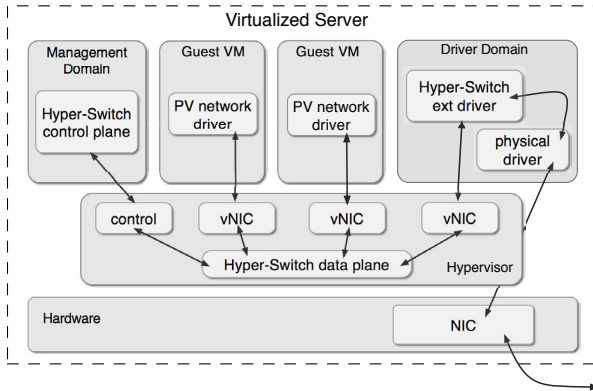 Virtualized Server
Management
Domain
Guest VM
Guest VM
Driver Domain
Hyper-Switch
control plane
PV network
driver
PV network
driver
Hyper-Switch
ext driver
physical
driver
control
vNIC
vNIC
vNIC
Hyper-Switch data plane
Hypervisor
Hardware
NIC